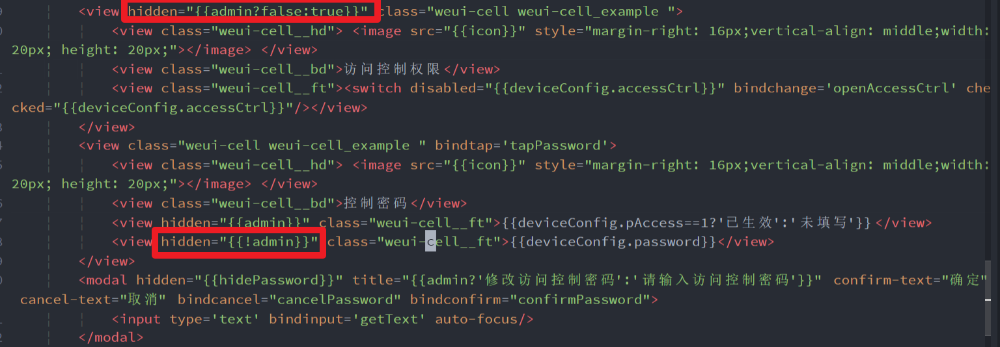 <view hidden="{{admin?false:true}}" class="weui-cell weui-cell_example ">
<view class="weui-cell__hd"> <image src="{{icon}}" style="margin-right: 16px;vertical-align: middle;width:
20px; height: 20px;"></image> </view>
<view class="weui-cell__bd">访问控制权限</view>
<view class="weui-cell__ft"><switch disabled="{{deviceConfig.accessCtrl}}" bindchange='openAccessCtrl' che
cked="{{deviceConfig.accessCtrl}}"/></view>
</view>
<view class="weui-cell weui-cell_example " bindtap='tapPassword'>
<view class="weui-cell__hd"> <image src="{{icon}}" style="margin-right: 16px;vertical-align: middle;width:
20px; height: 20px;"></image> </view>
<view class="weui-cell__bd">控制密码</view>
<view hidden="{{admin}}" class="weui-cell__ft">{{deviceConfig.pAccess==1?'已生效':'未填写'}}</view>
<view hidden="{{!admin}}" class="weui-cell__ft">{{deviceConfig.password}}</view>
</view>
<modal hidden="{{hidePassword}}" title="{{admin?'修改访问控制密码':'请输入访问控制密码'}}" confirm-text="确定"
cancel-text="取消" bindcancel="cancelPassword" bindconfirm="confirmPassword">
<input type='text' bindinput='getText' auto-focus/>
</modal>